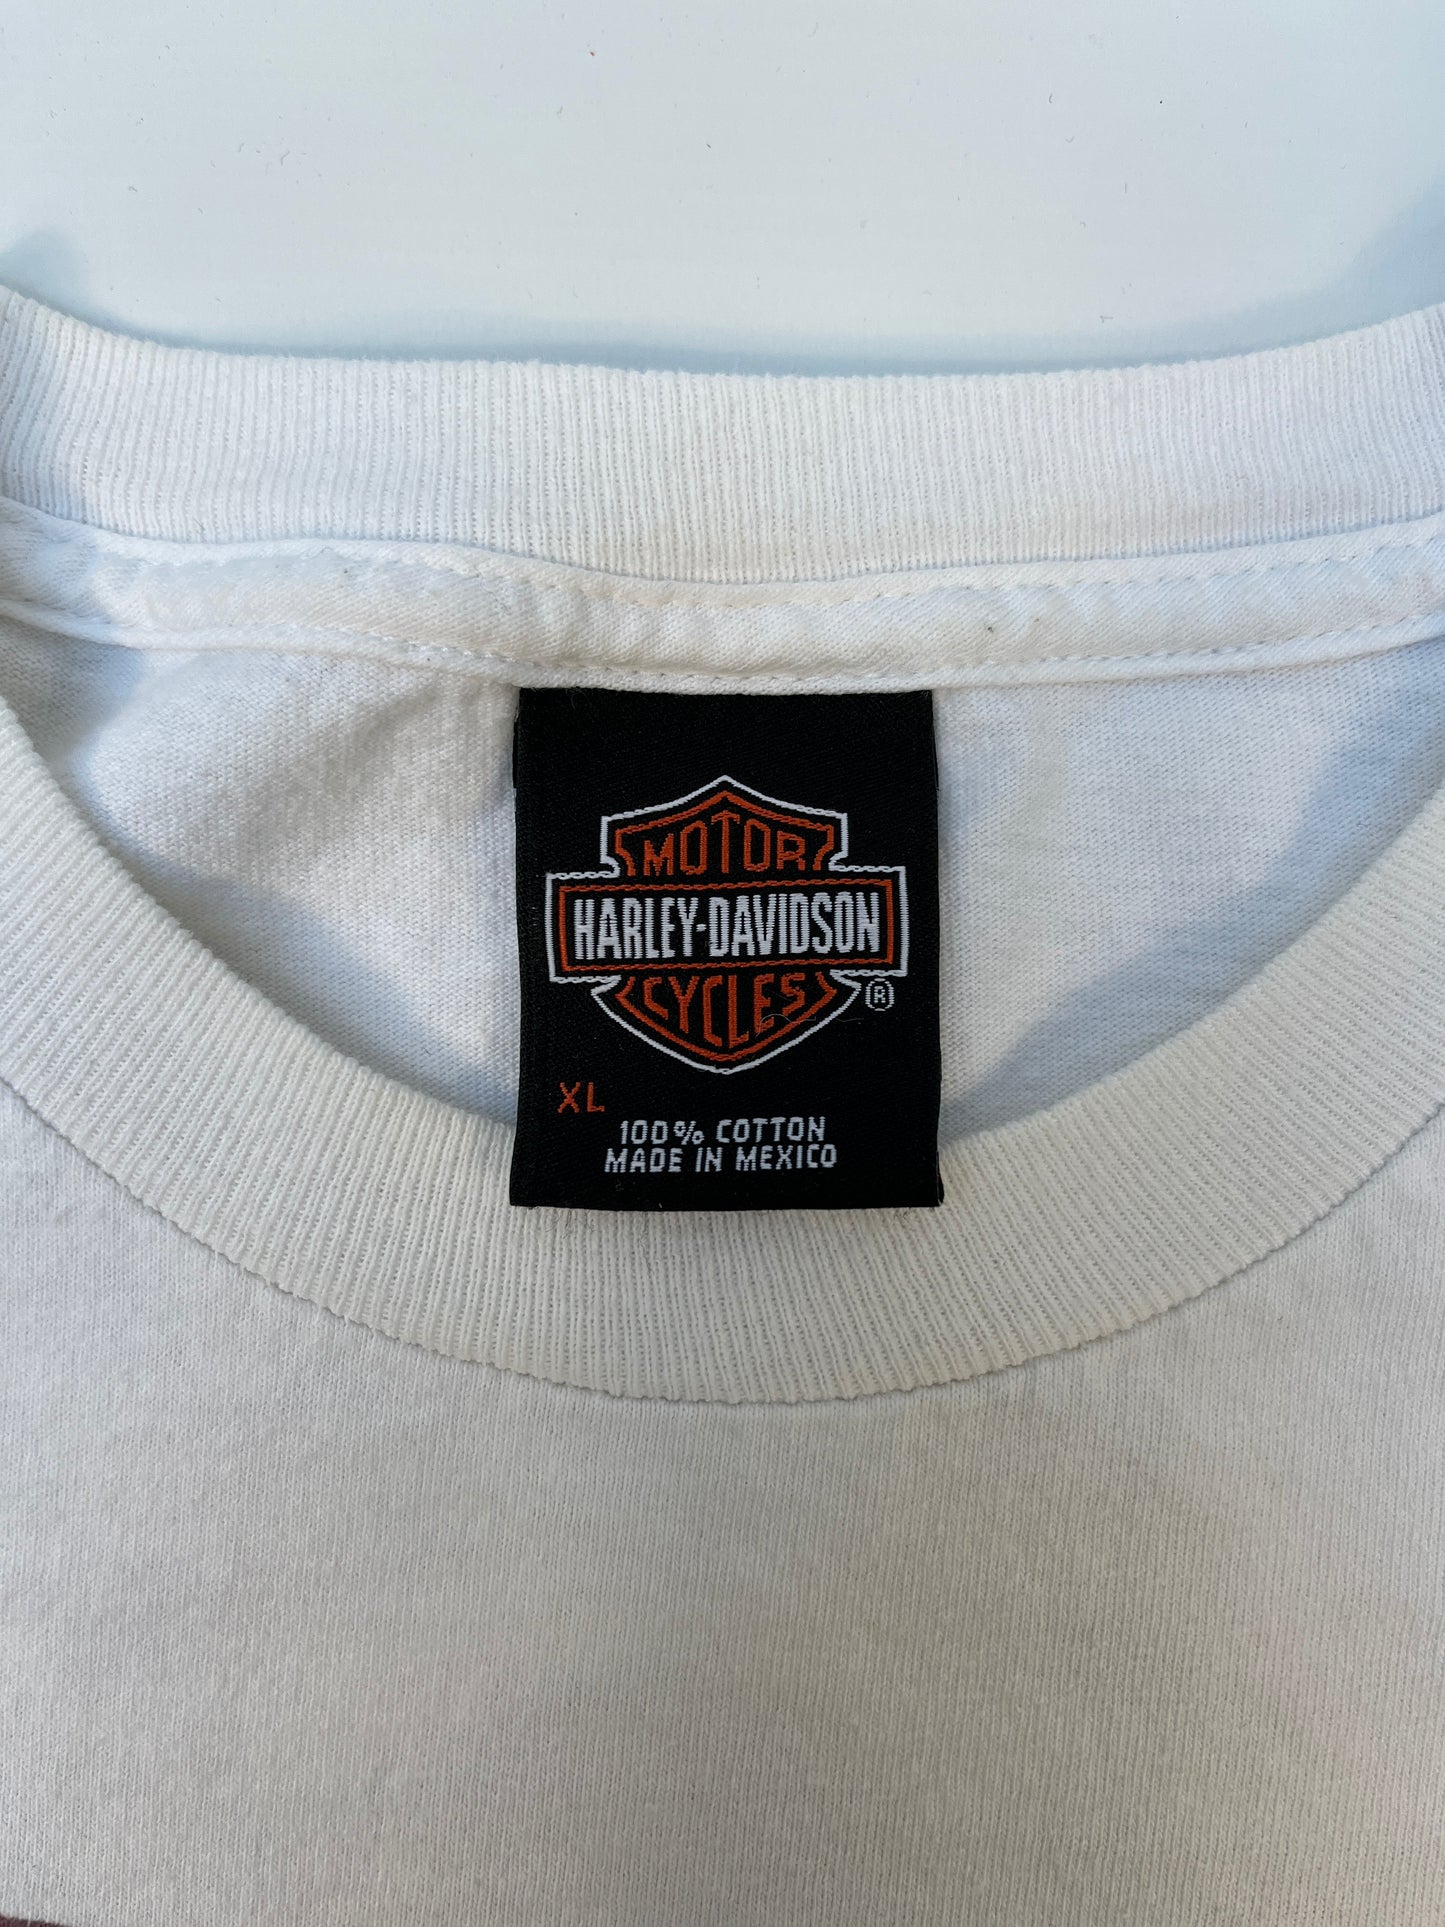 MOTOR
HARLEY-DAVIDSON
CYCLES
®
XL
100% COTTON
MADE IN MEXICO